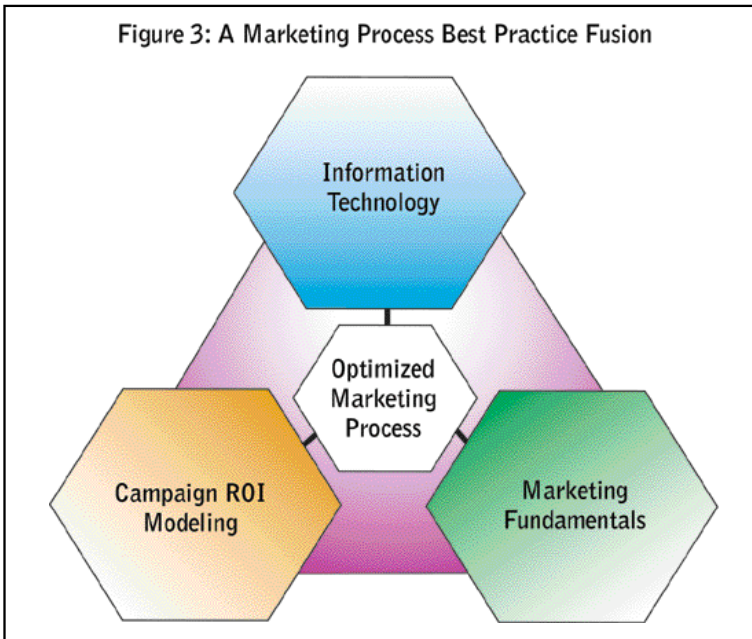 Figure 3: A Marketing Process Best Practice Fusion
Information
Technology
Optimized
Marketing
Process
Campaign ROI
Modeling
Marketing
Fundamentals